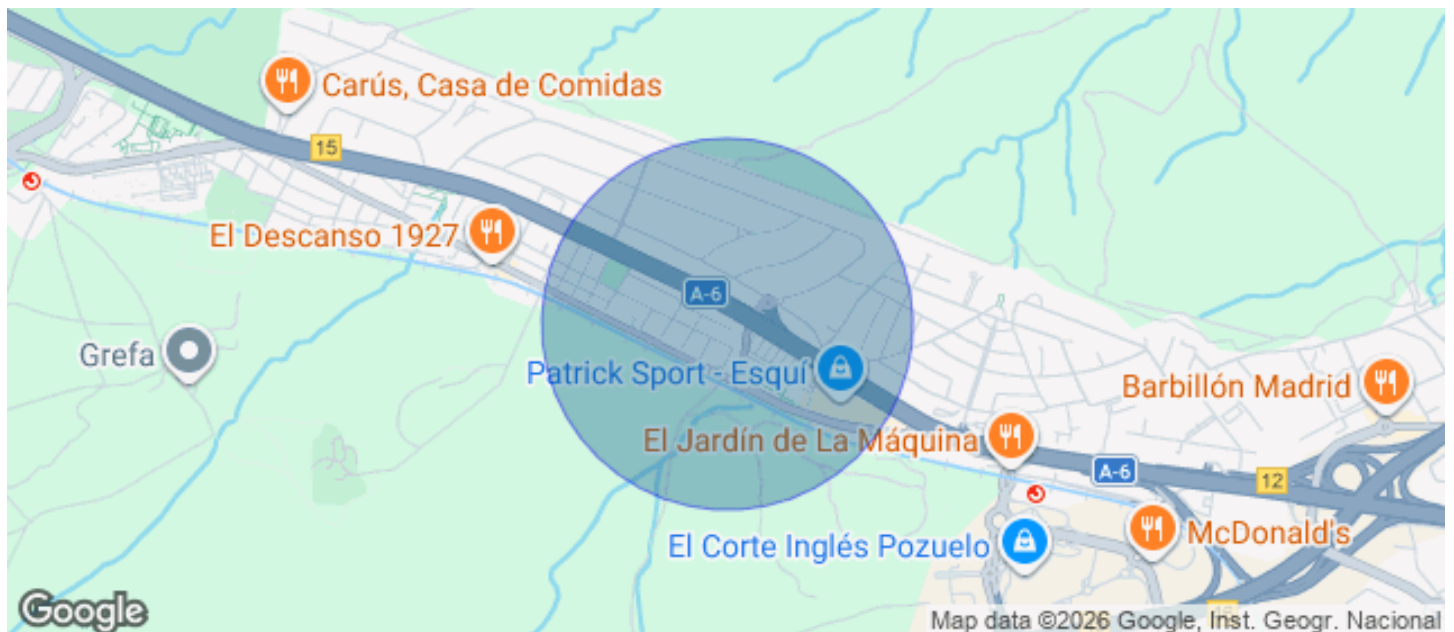 Carús, Casa de Comidas
15
El Descanso 1927
A-6
Grefa
Patrick Sport - Esquí
Barbillón Madrid
El Jardín de La Máquina
A-6
12
El Corte Inglés Pozuelo
McDonald's
Google
Map data ©2026 Google, Inst. Geogr. Nacional